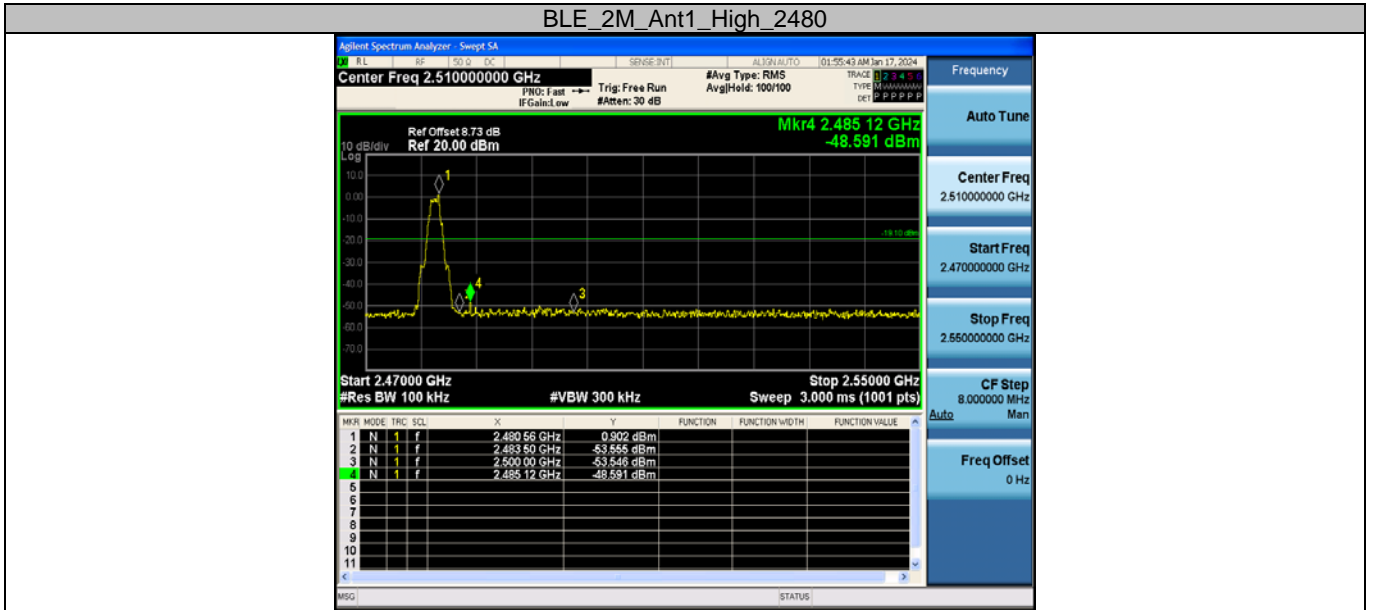 BLE_2M_Ant1_High_2480
Agilent Spectrum Analyzer - Swept SA
RL RF 50 Ω DC SENSE:INT ALIGN AUTO 01:55:43 AM Jan 17, 2024
Center Freq 2.510000000 GHz
PNO: Fast
IFGain:Low
Trig: Free Run
#Atten: 30 dB
#Avg Type: RMS
Avg|Hold: 100/100
TRACE 1 2 3 4 5 6
TYPE M
DET P P P P P P
Frequency
Mkr4 2.485 12 GHz
-48.591 dBm
Ref Offset 8.73 dB
10 dB/div Ref 20.00 dBm
Log
10.0
0.00
-10.0
-20.0
-30.0
-40.0
-50.0
-60.0
-70.0
1
4
3
-19.10 dBm
Start 2.47000 GHz Stop 2.55000 GHz
#Res BW 100 kHz #VBW 300 kHz Sweep 3.000 ms (1001 pts)
MKR MODE TRC SCL X Y FUNCTION FUNCTION WIDTH FUNCTION VALUE
1 N 1 f 2.480 56 GHz 0.902 dBm
2 N 1 f 2.483 50 GHz -53.555 dBm
3 N 1 f 2.500 00 GHz -53.546 dBm
4 N 1 f 2.485 12 GHz -48.591 dBm
5
6
7
8
9
10
11
Auto Tune
Center Freq
2.510000000 GHz
Start Freq
2.470000000 GHz
Stop Freq
2.550000000 GHz
CF Step
8.000000 MHz
Auto Man
Freq Offset
0 Hz
MSG STATUS